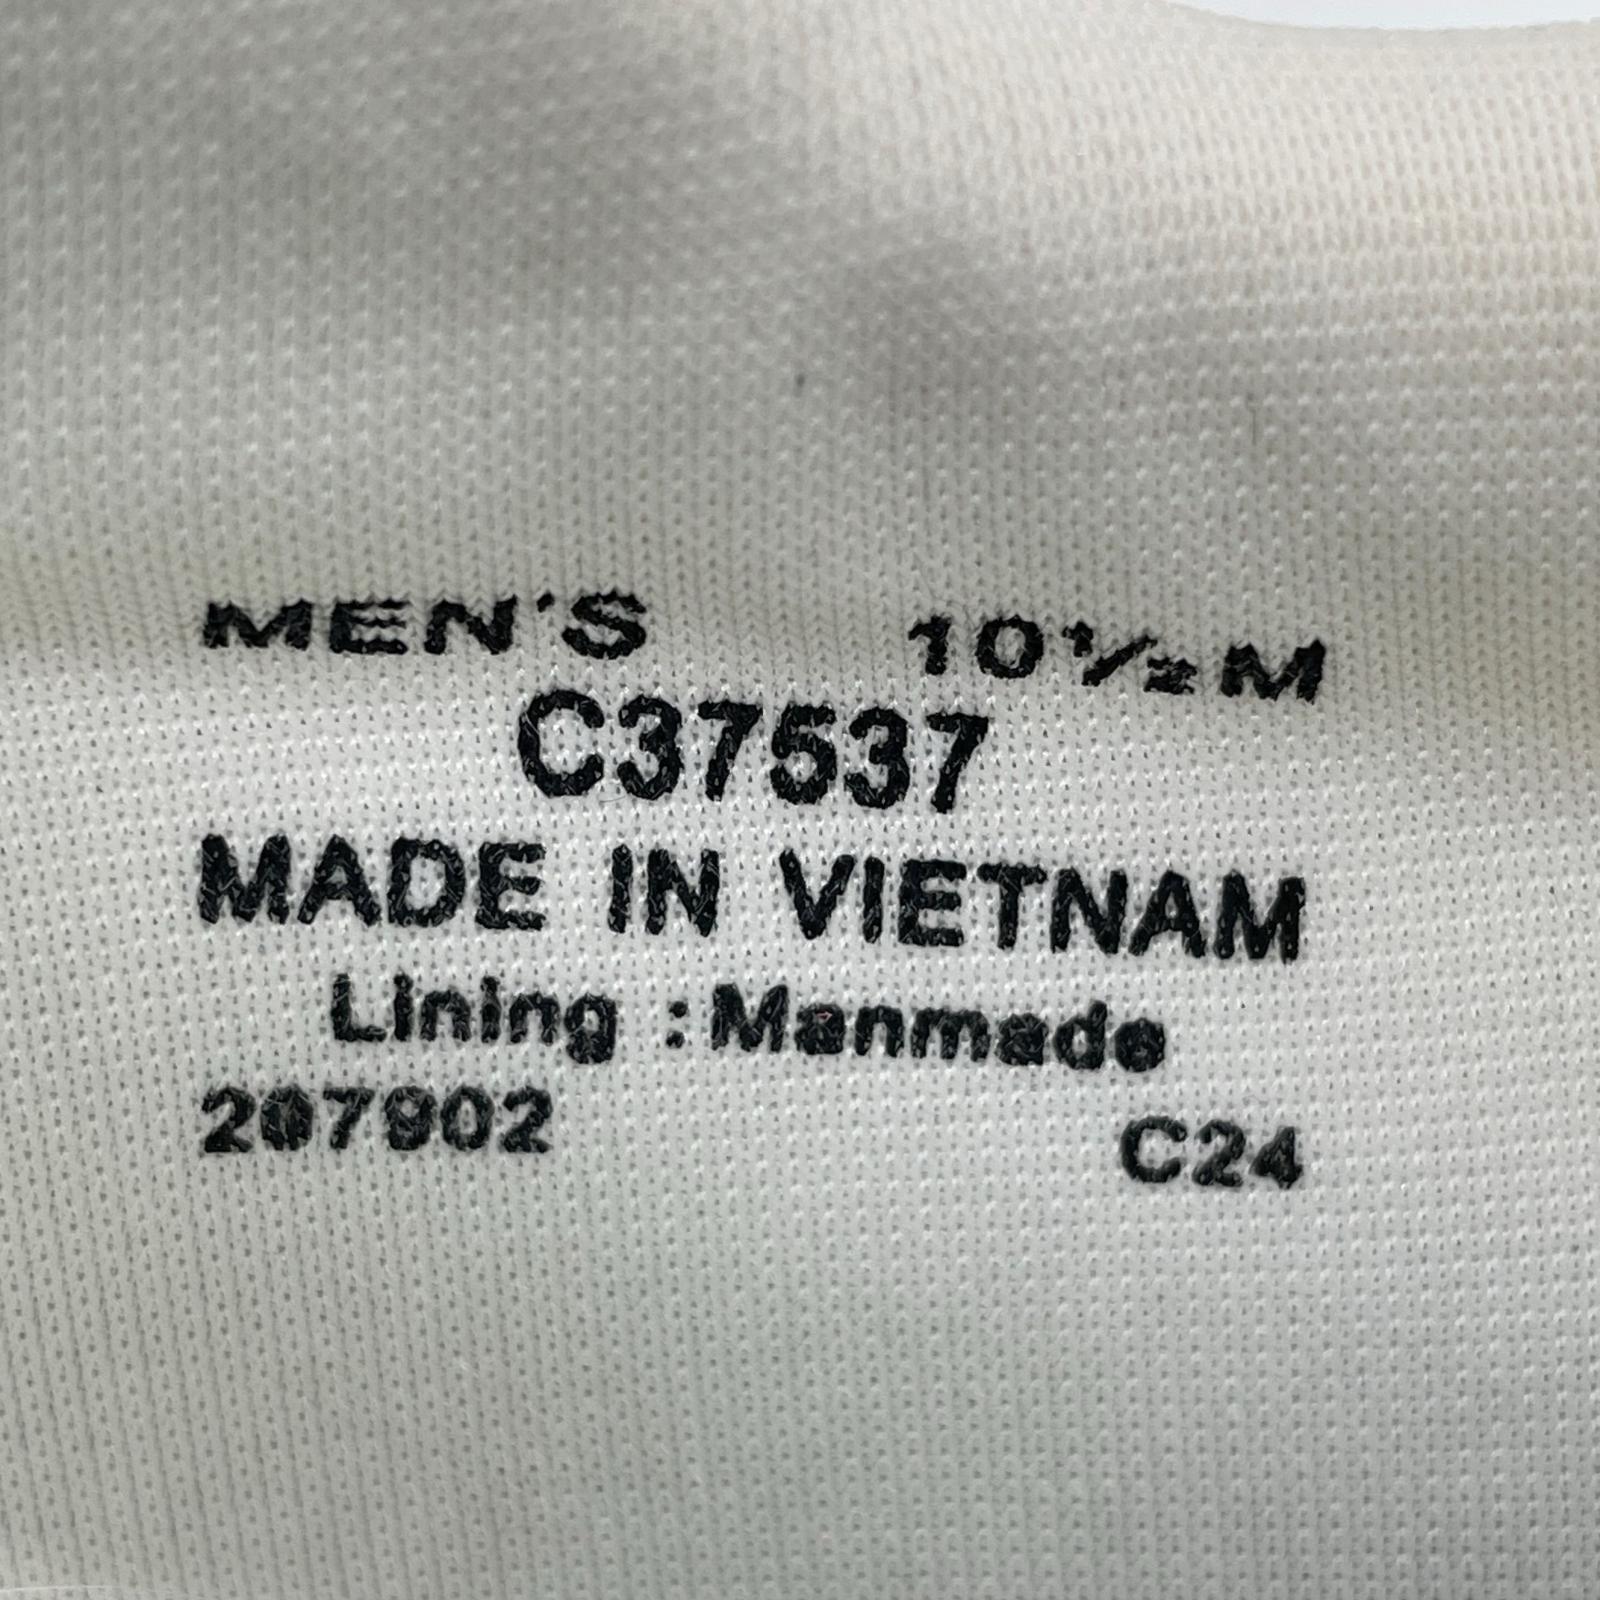 MEN'S 10½M
C37537
MADE IN VIETNAM
Lining :Manmade
207902 C24